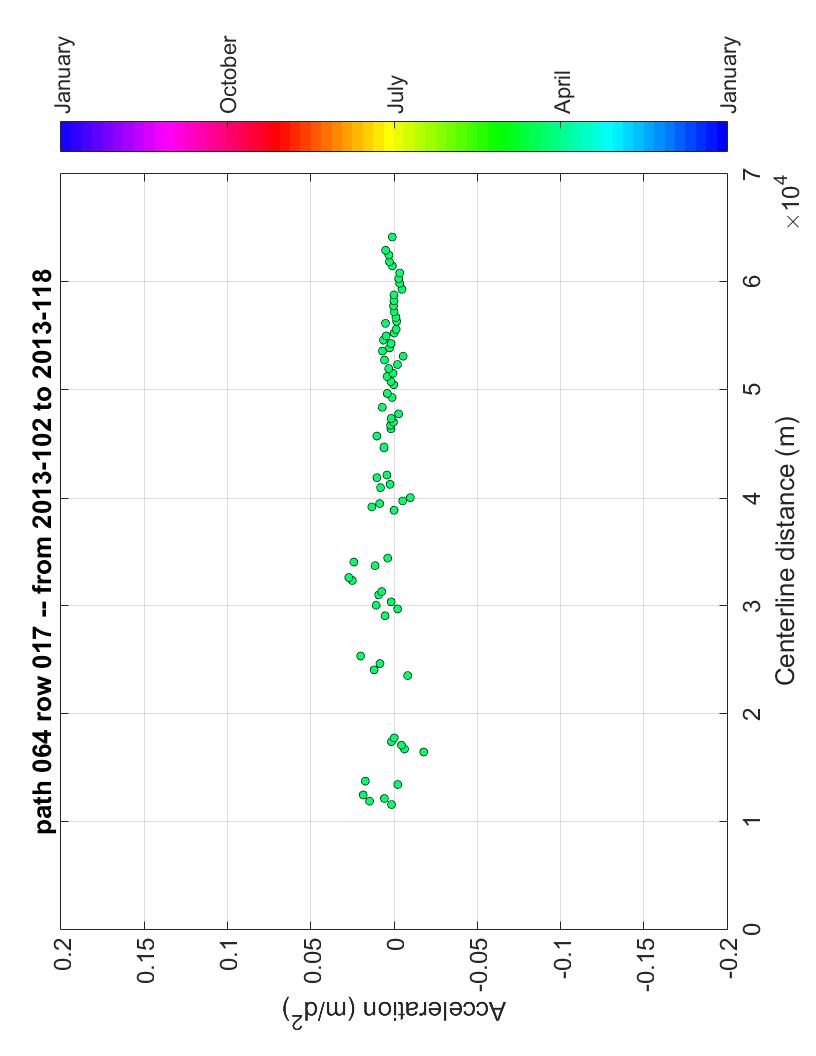 path 064 row 017 -- from 2013-102 to 2013-118
0.2
0.15
0.1
0.05
0
-0.05
-0.1
-0.15
-0.2
Acceleration (m/d²)
0
1
2
3
4
5
6
7
×10⁴
Centerline distance (m)
January
October
July
April
January